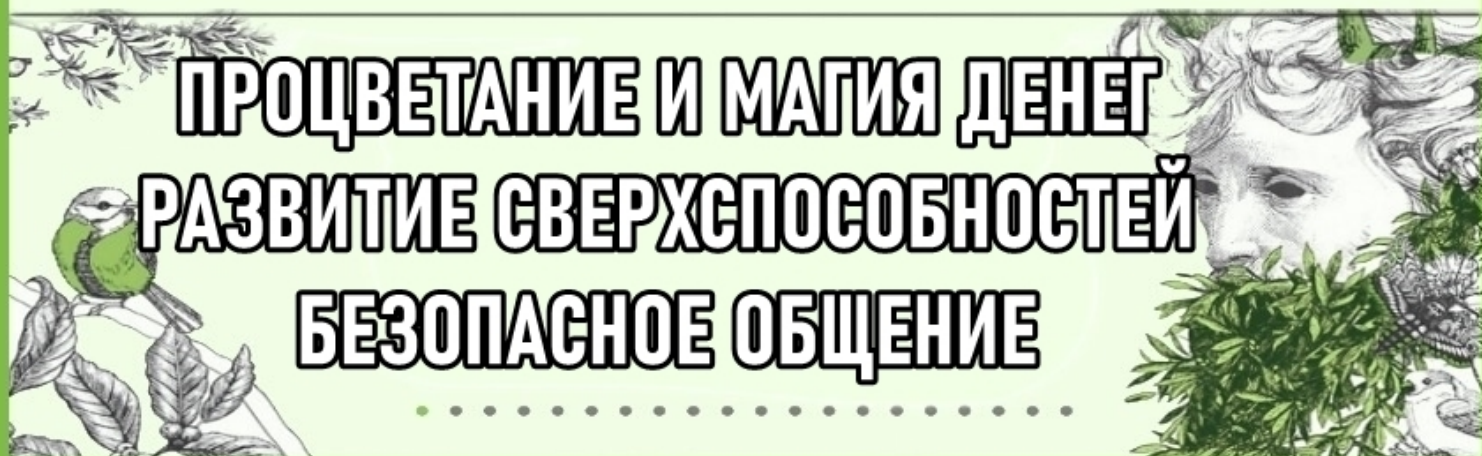 ПРОЦВЕТАНИЕ И МАГИЯ ДЕНЕГ
РАЗВИТИЕ СВЕРХСПОСОБНОСТЕЙ
БЕЗОПАСНОЕ ОБЩЕНИЕ